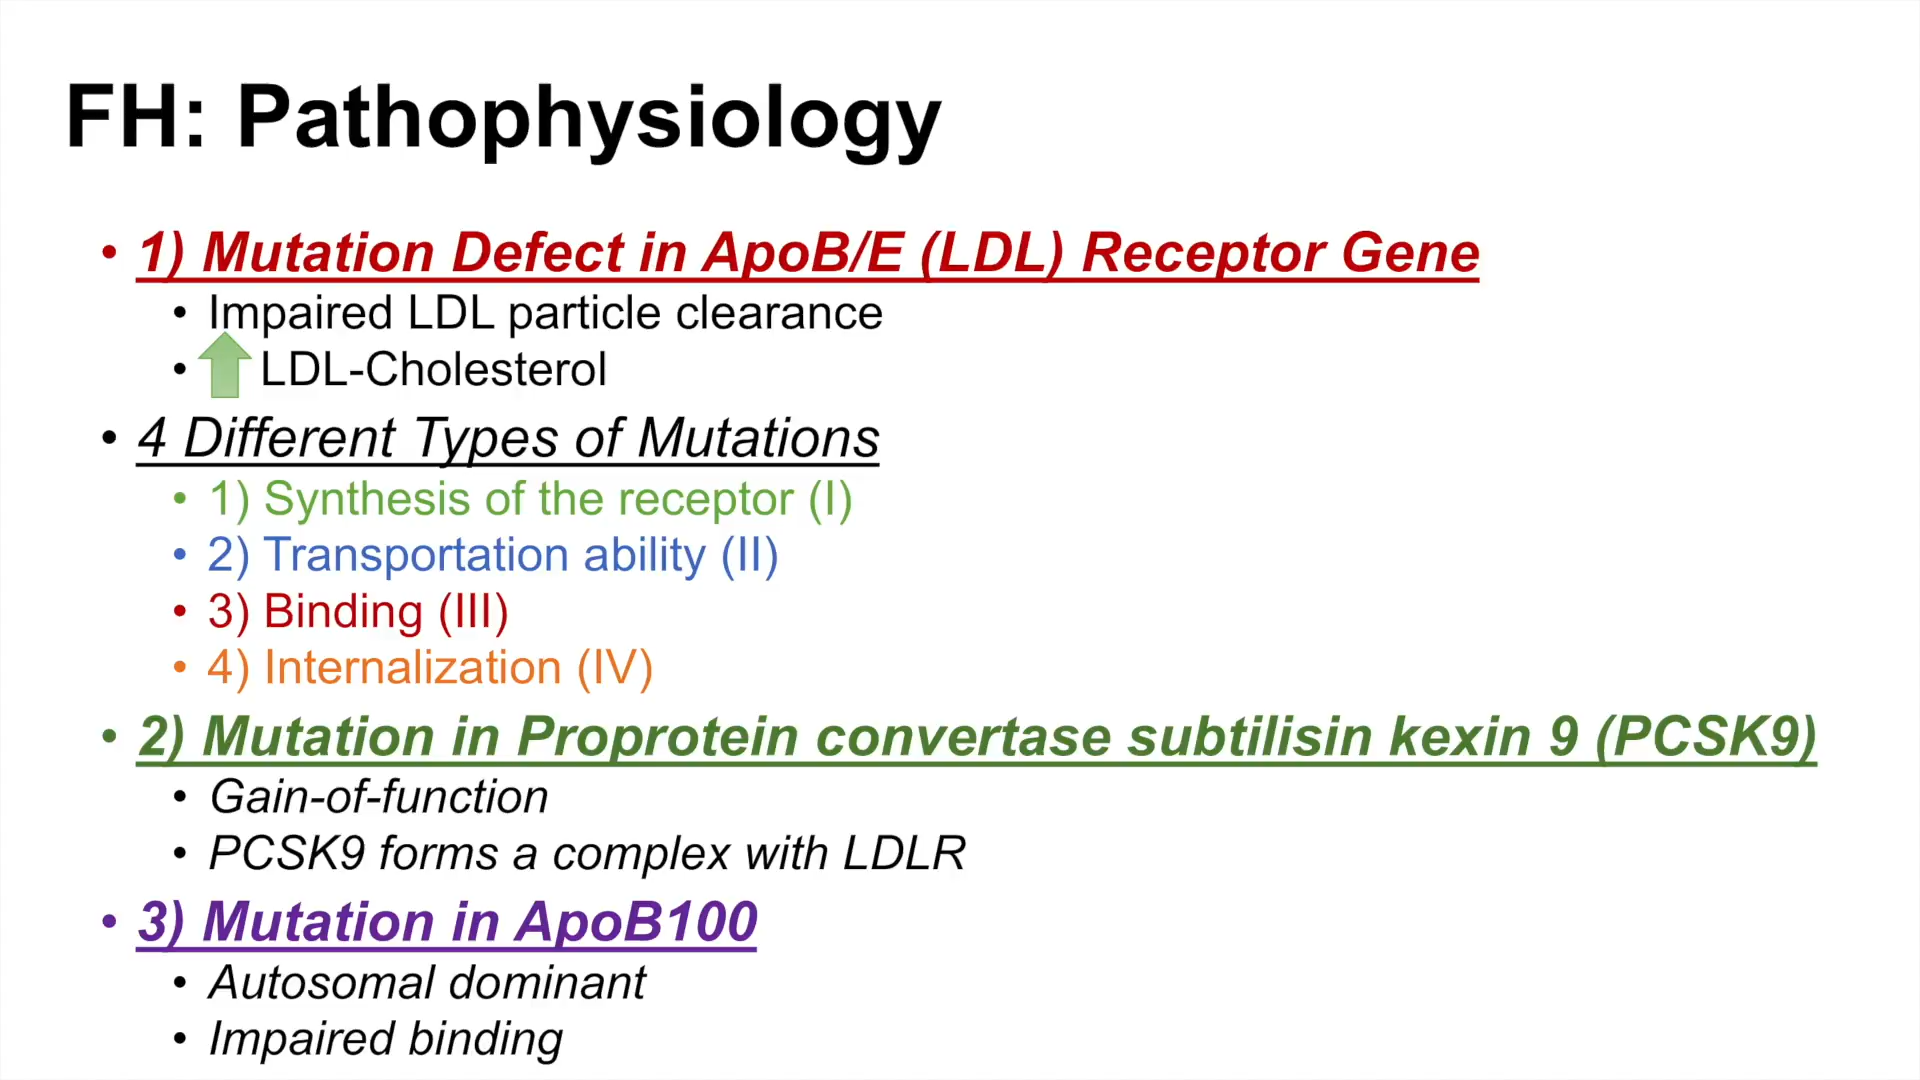 FH: Pathophysiology
• 1) Mutation Defect in ApoB/E (LDL) Receptor Gene
• Impaired LDL particle clearance
• LDL-Cholesterol
• 4 Different Types of Mutations
• 1) Synthesis of the receptor (I)
• 2) Transportation ability (II)
• 3) Binding (III)
• 4) Internalization (IV)
• 2) Mutation in Proprotein convertase subtilisin kexin 9 (PCSK9)
• Gain-of-function
• PCSK9 forms a complex with LDLR
• 3) Mutation in ApoB100
• Autosomal dominant
• Impaired binding